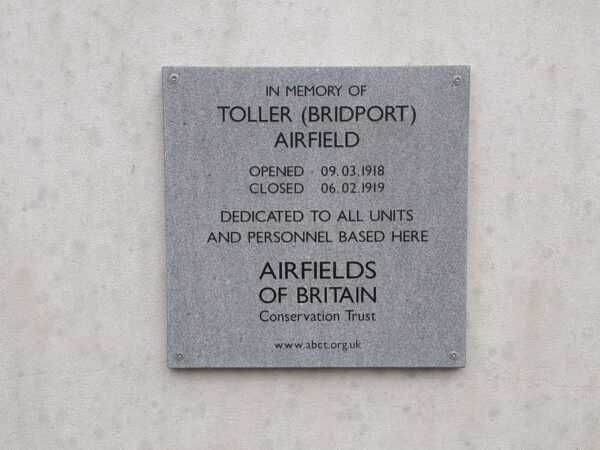 IN MEMORY OF
TOLLER (BRIDPORT)
AIRFIELD
OPENED - 09.03.1918
CLOSED 06.02.1919
DEDICATED TO ALL UNITS
AND PERSONNEL BASED HERE
AIRFIELDS
OF BRITAIN
Conservation Trust
www.abct.org.uk